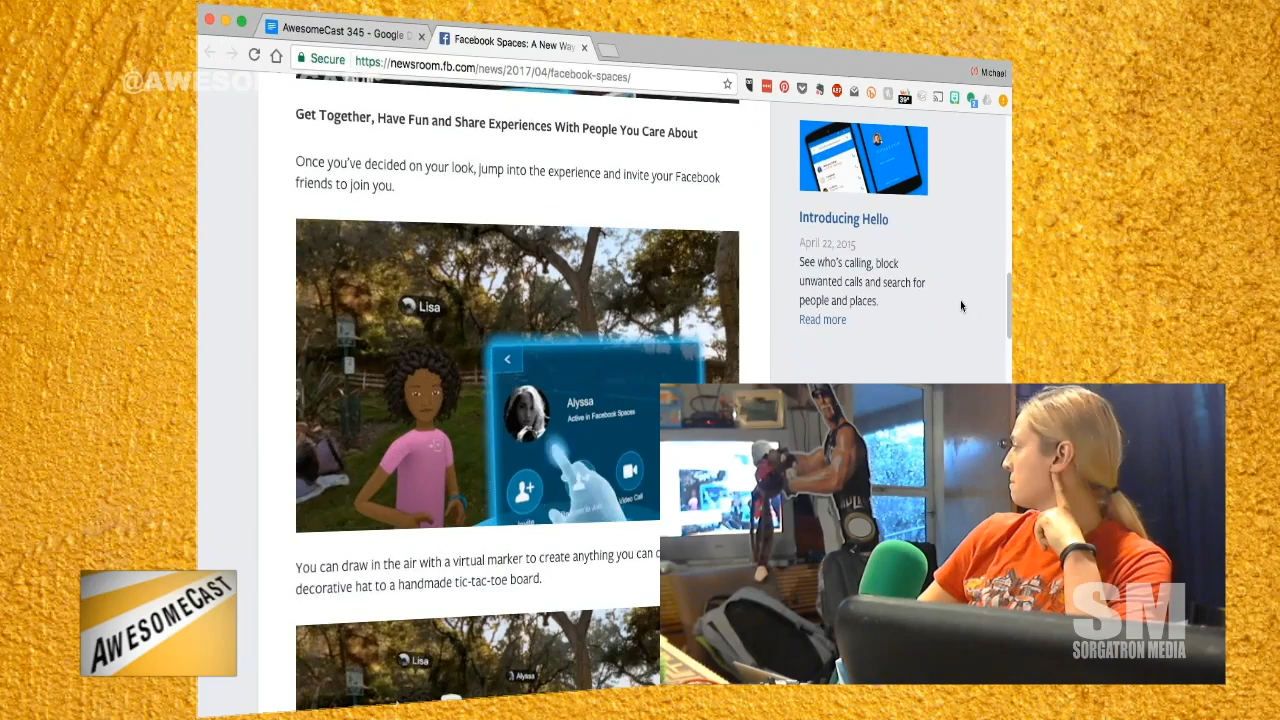 AwesomeCast 345 - Google D
Facebook Spaces: A New Way
Michael
Secure
https://newsroom.fb.com/news/2017/04/facebook-spaces/
@AWESO
ABP
39°
Get Together, Have Fun and Share Experiences With People You Care About
Once you've decided on your look, jump into the experience and invite your Facebook
friends to join you.
Introducing Hello
April 22, 2015
See who's calling, block
unwanted calls and search for
people and places.
Read more
Lisa
Alyssa
Active in Facebook Spaces
Invite
Video Call
You can draw in the air with a virtual marker to create anything you can
decorative hat to a handmade tic-tac-toe board.
Lisa
Alyssa
AWESOMECAST
SM
SORGATRON MEDIA